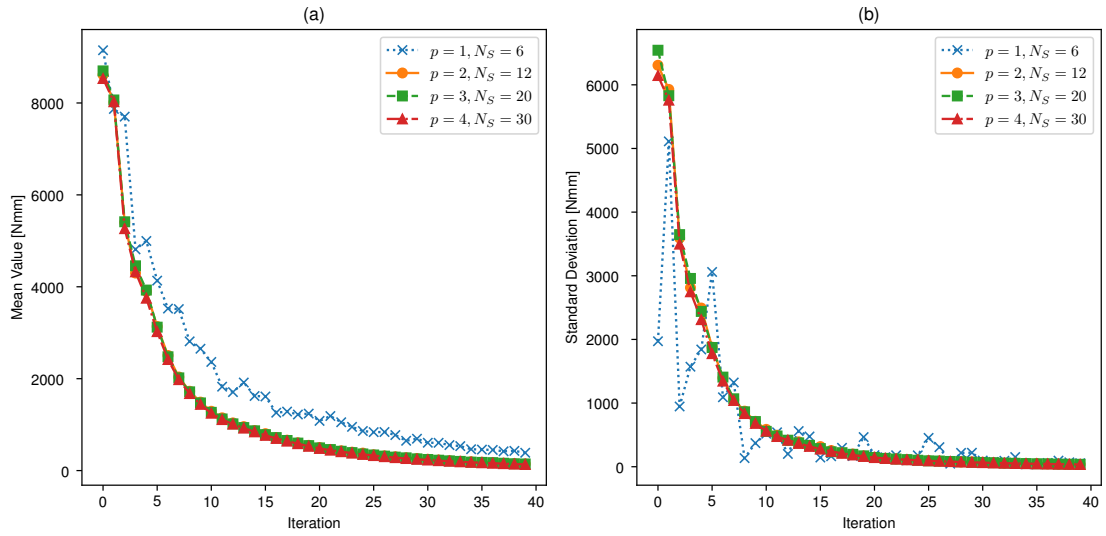 (a)
Mean Value [Nmm]
8000
6000
4000
2000
0
0 5 10 15 20 25 30 35 40
Iteration
p = 1, N_S = 6
p = 2, N_S = 12
p = 3, N_S = 20
p = 4, N_S = 30
(b)
Standard Deviation [Nmm]
6000
5000
4000
3000
2000
1000
0
0 5 10 15 20 25 30 35 40
Iteration
p = 1, N_S = 6
p = 2, N_S = 12
p = 3, N_S = 20
p = 4, N_S = 30